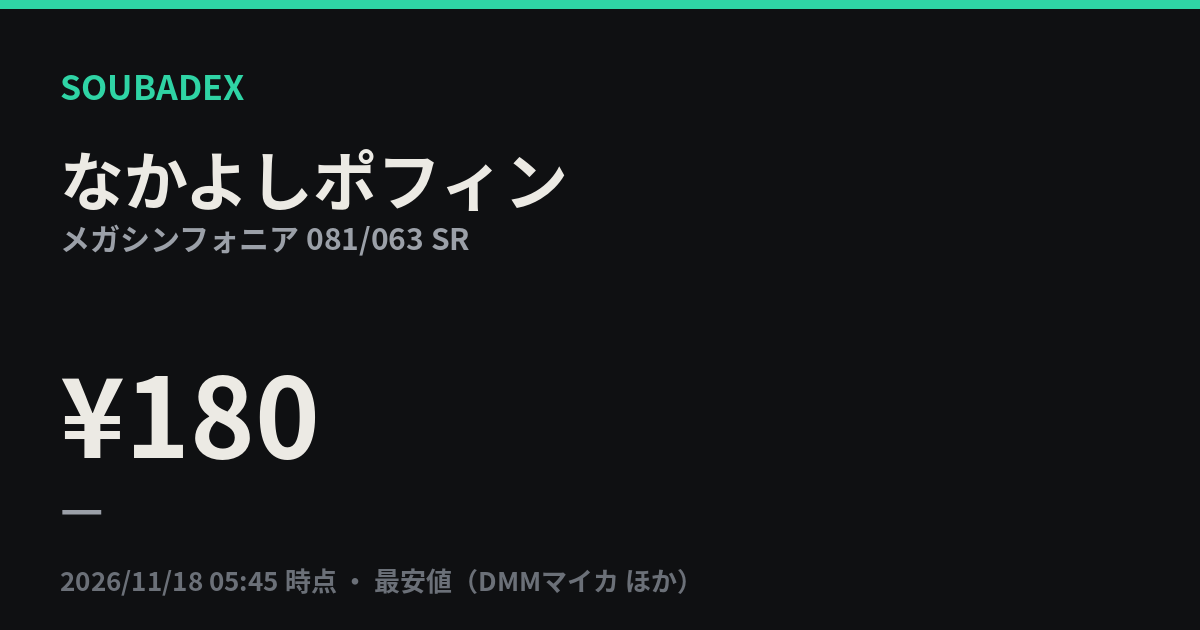 SOUBADEX
なかよしポフィン
メガシンフォニア 081/063 SR
¥180
—
2026/11/18 05:45 時点 ・ 最安値（DMMマイカ ほか）